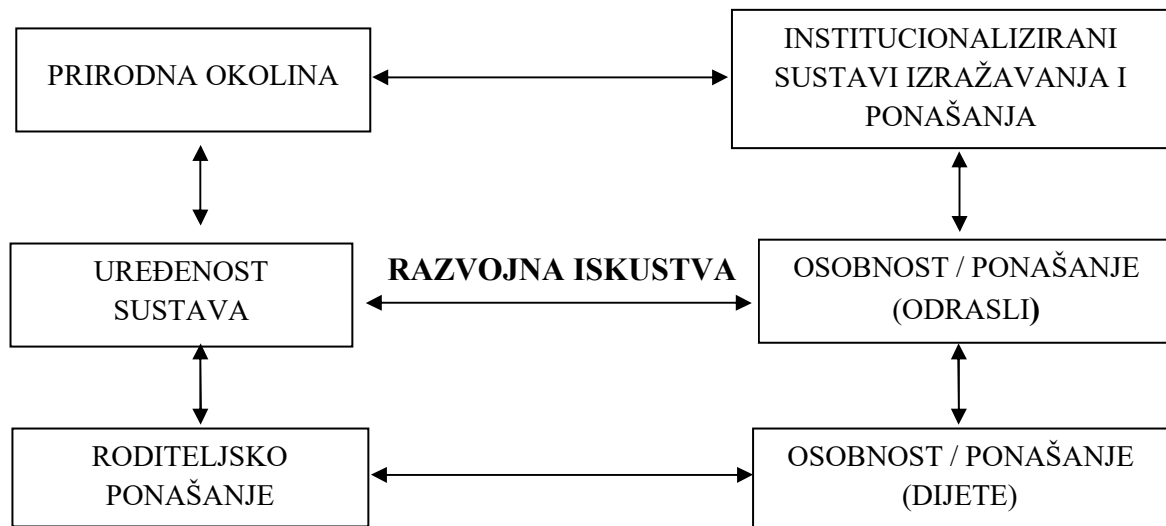 PRIRODNA OKOLINA
INSTITUCIONALIZIRANI
SUSTAVI IZRAŽAVANJA I
PONAŠANJA
UREĐENOST
SUSTAVA
RAZVOJNA ISKUSTVA
OSOBNOST / PONAŠANJE
(ODRASLI)
RODITELJSKO
PONAŠANJE
OSOBNOST / PONAŠANJE
(DIJETE)